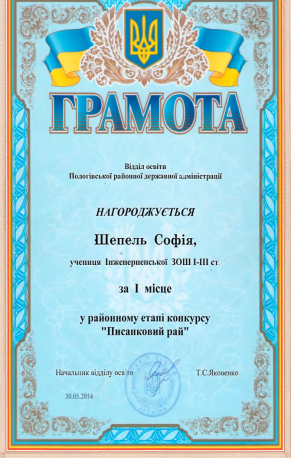 ГРАМОТА
Відділ освіти
Пологівської районної державної адміністрації
НАГОРОДЖУЄТЬСЯ
Шепель Софія,
учениця Інженерненської ЗОШ І-ІІІ ст.
за І місце
у районному етапі конкурсу
"Писанковий рай"
Начальник відділу освіти Т.С.Яковенко
30.05.2014